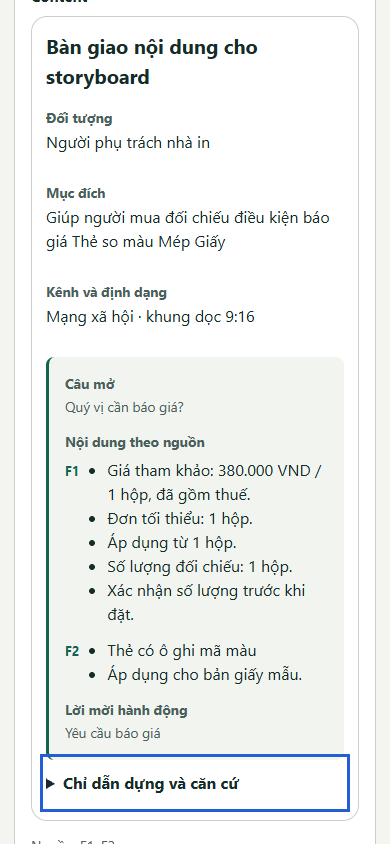 Bàn giao nội dung cho
storyboard
Đối tượng
Người phụ trách nhà in
Mục đích
Giúp người mua đối chiếu điều kiện báo
giá Thẻ so màu Mép Giấy
Kênh và định dạng
Mạng xã hội · khung dọc 9:16
Câu mở
Quý vị cần báo giá?
Nội dung theo nguồn
F1 • Giá tham khảo: 380.000 VND /
1 hộp, đã gồm thuế.
• Đơn tối thiểu: 1 hộp.
• Áp dụng từ 1 hộp.
• Số lượng đối chiếu: 1 hộp.
• Xác nhận số lượng trước khi
đặt.
F2 • Thẻ có ô ghi mã màu
• Áp dụng cho bản giấy mẫu.
Lời mời hành động
Yêu cầu báo giá
▶ Chỉ dẫn dựng và căn cứ